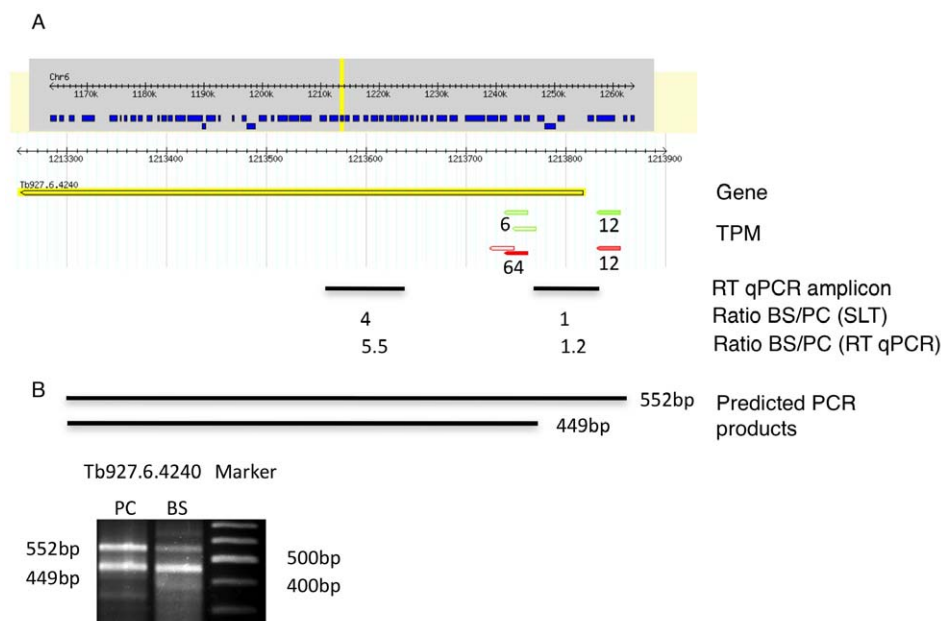 A
Chr6
1170k 1180k 1190k 1200k 1210k 1220k 1230k 1240k 1250k 1260k
1213300 1213400 1213500 1213600 1213700 1213800 1213900
Tb927.6.4240
Gene
6 12
TPM
64 12
RT qPCR amplicon
4 1 Ratio BS/PC (SLT)
5.5 1.2 Ratio BS/PC (RT qPCR)
B
552bp Predicted PCR
449bp products
Tb927.6.4240 Marker
PC BS
552bp 500bp
449bp 400bp